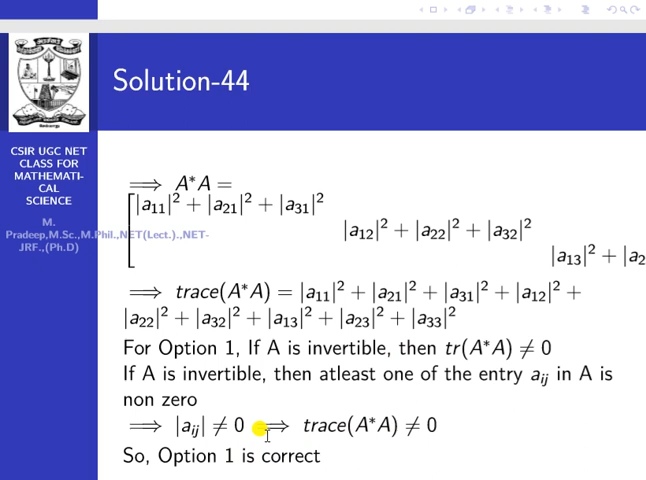 Solution-44
CSIR UGC NET
CLASS FOR
MATHEMATI-
CAL
SCIENCE
M.
Pradeep,M.Sc.,M.Phil.,NET(Lect.).,NET-
JRF.,(Ph.D)
⟹ A*A =
|a₁₁|² + |a₂₁|² + |a₃₁|²
|a₁₂|² + |a₂₂|² + |a₃₂|²
|a₁₃|² + |a₂
⟹ trace(A*A) = |a₁₁|² + |a₂₁|² + |a₃₁|² + |a₁₂|² +
|a₂₂|² + |a₃₂|² + |a₁₃|² + |a₂₃|² + |a₃₃|²
For Option 1, If A is invertible, then tr(A*A) ≠ 0
If A is invertible, then atleast one of the entry aᵢⱼ in A is
non zero
⟹ |aᵢⱼ| ≠ 0 ⟹ trace(A*A) ≠ 0
So, Option 1 is correct